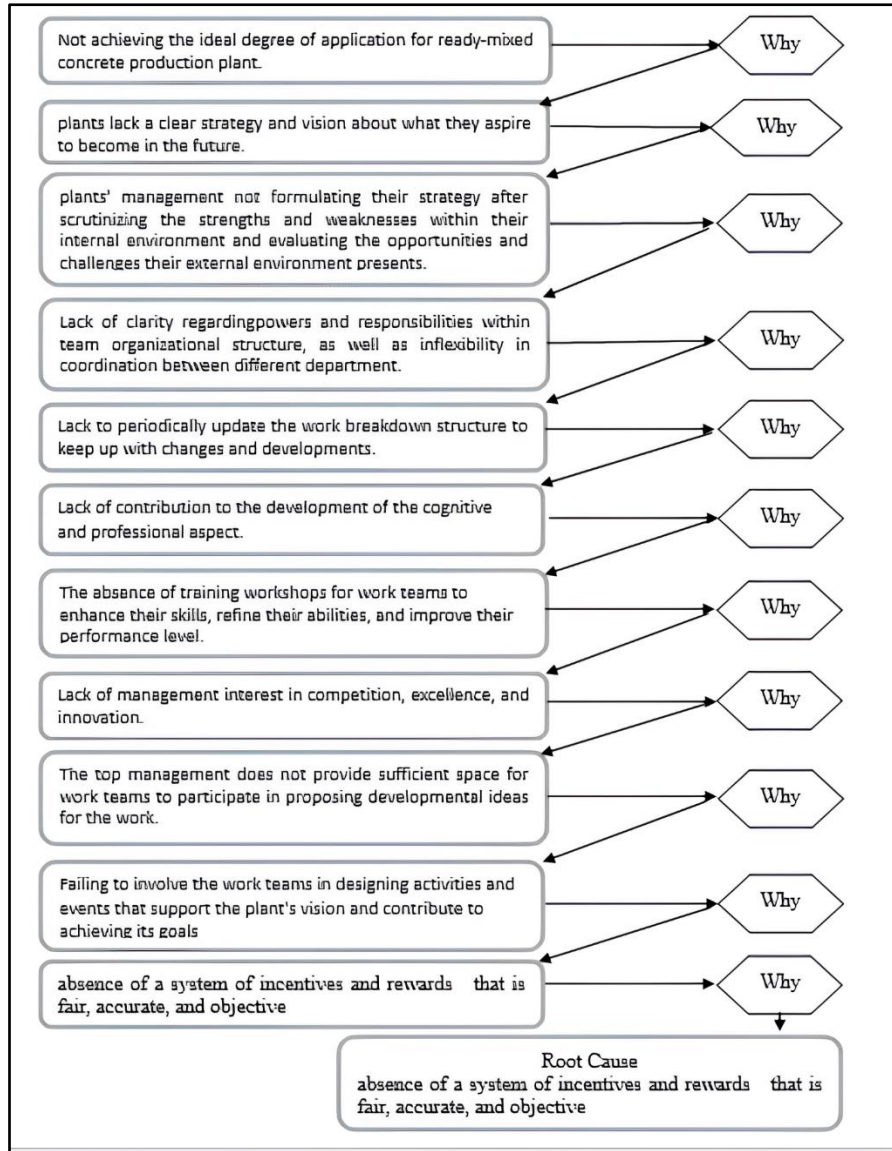 Not achieving the ideal degree of application for ready-mixed
concrete production plant.
Why
plants lack a clear strategy and vision about what they aspire
to become in the future.
Why
plants' management not formulating their strategy after
scrutinizing the strengths and weaknesses within their
internal environment and evaluating the opportunities and
challenges their external environment presents.
Why
Lack of clarity regardingpowers and responsibilities within
team organizational structure, as well as inflexibility in
coordination between different department.
Why
Lack to periodically update the work breakdown structure to
keep up with changes and developments.
Why
Lack of contribution to the development of the cognitive
and professional aspect.
Why
The absence of training workshops for work teams to
enhance their skills, refine their abilities, and improve their
performance level.
Why
Lack of management interest in competition, excellence, and
innovation.
Why
The top management does not provide sufficient space for
work teams to participate in proposing developmental ideas
for the work.
Why
Failing to involve the work teams in designing activities and
events that support the plant's vision and contribute to
achieving its goals
Why
absence of a system of incentives and rewards that is
fair, accurate, and objective
Why
Root Cause
absence of a system of incentives and rewards that is
fair, accurate, and objective